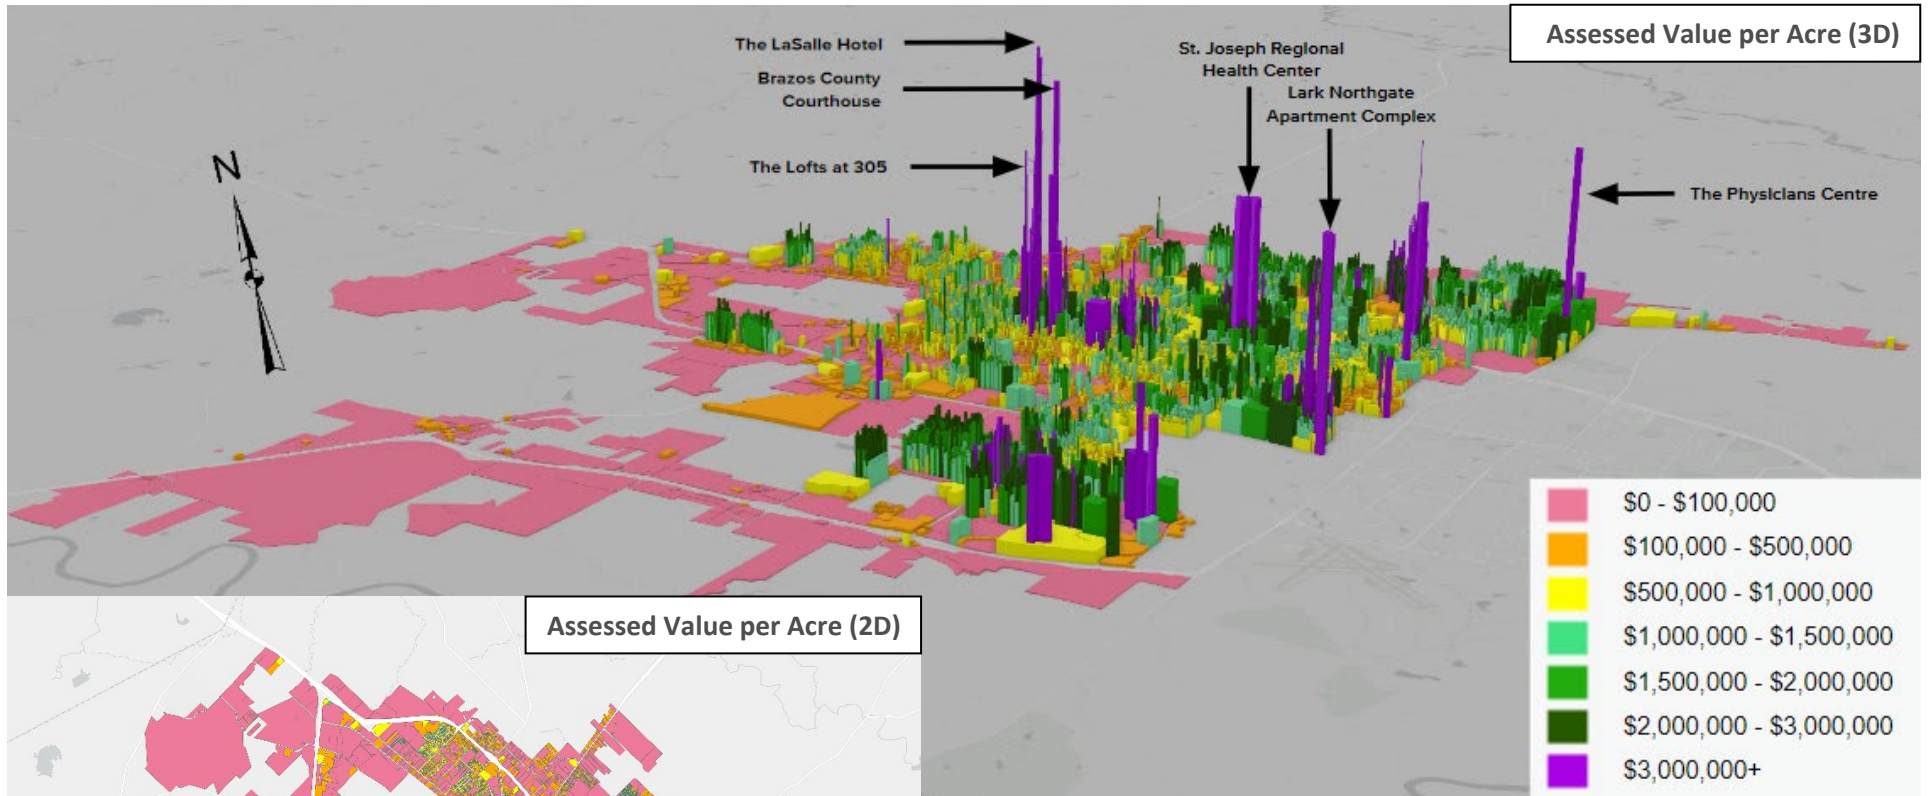 Assessed Value per Acre (3D)
The LaSalle Hotel
Brazos County
Courthouse
The Lofts at 305
St. Joseph Regional
Health Center
Lark Northgate
Apartment Complex
The Physicians Centre
N
Assessed Value per Acre (2D)
$0 - $100,000
$100,000 - $500,000
$500,000 - $1,000,000
$1,000,000 - $1,500,000
$1,500,000 - $2,000,000
$2,000,000 - $3,000,000
$3,000,000+